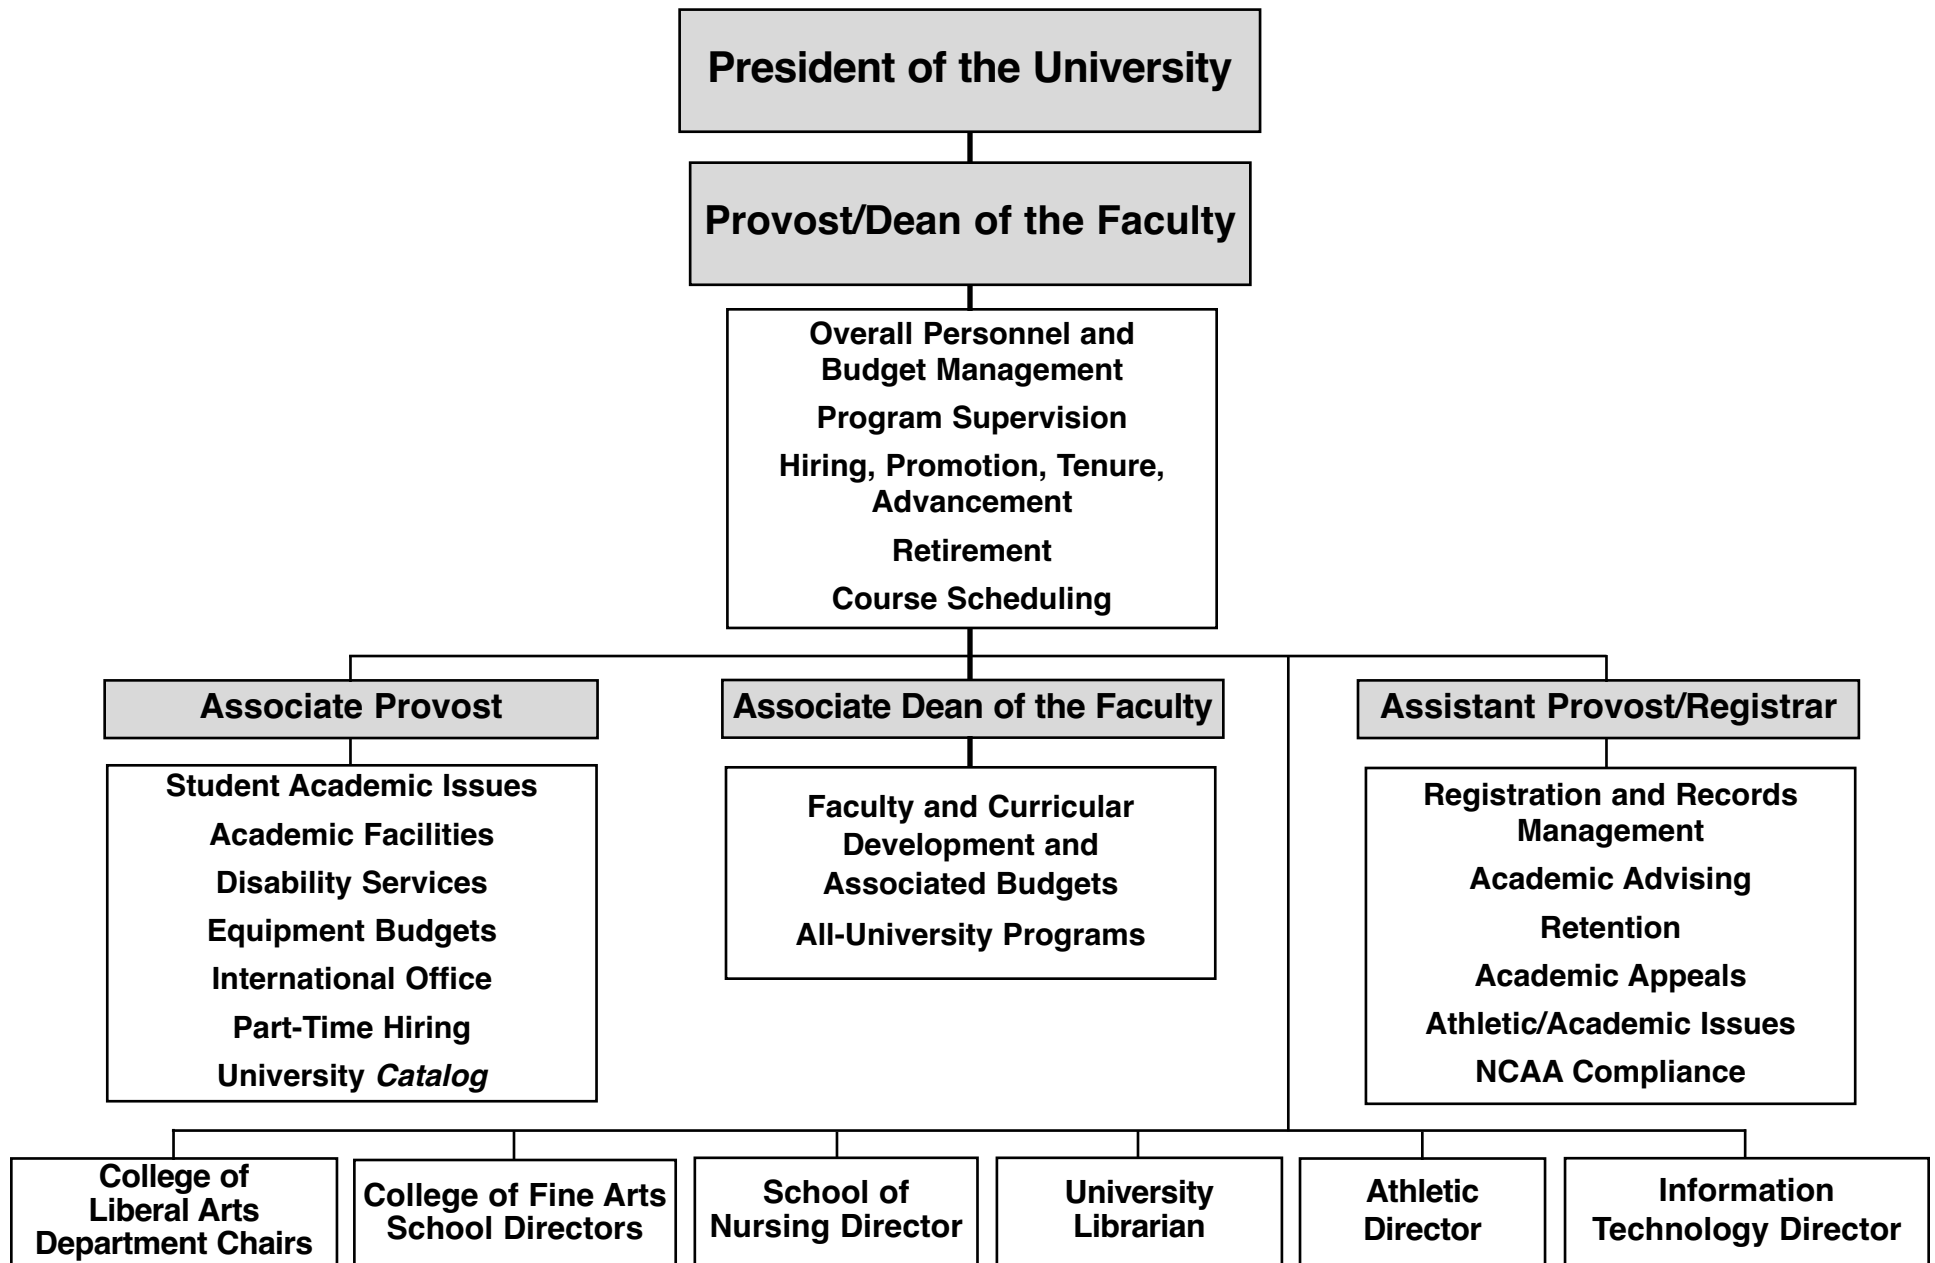 President of the University
Provost/Dean of the Faculty
Overall Personnel and
Budget Management
Program Supervision
Hiring, Promotion, Tenure,
Advancement
Retirement
Course Scheduling
Associate Provost
Student Academic Issues
Academic Facilities
Disability Services
Equipment Budgets
International Office
Part-Time Hiring
University Catalog
Associate Dean of the Faculty
Faculty and Curricular
Development and
Associated Budgets
All-University Programs
Assistant Provost/Registrar
Registration and Records
Management
Academic Advising
Retention
Academic Appeals
Athletic/Academic Issues
NCAA Compliance
College of
Liberal Arts
Department Chairs
College of Fine Arts
School Directors
School of
Nursing Director
University
Librarian
Athletic
Director
Information
Technology Director